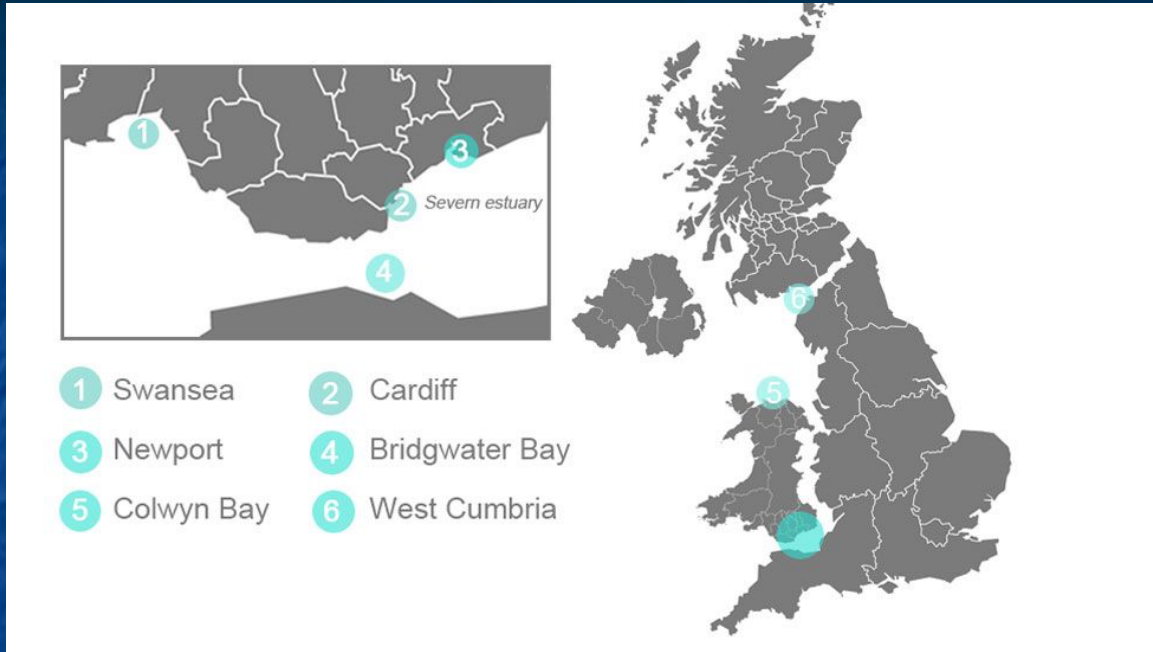 1
3
2 Severn estuary
4
1 Swansea
2 Cardiff
3 Newport
4 Bridgwater Bay
5 Colwyn Bay
6 West Cumbria
6
5